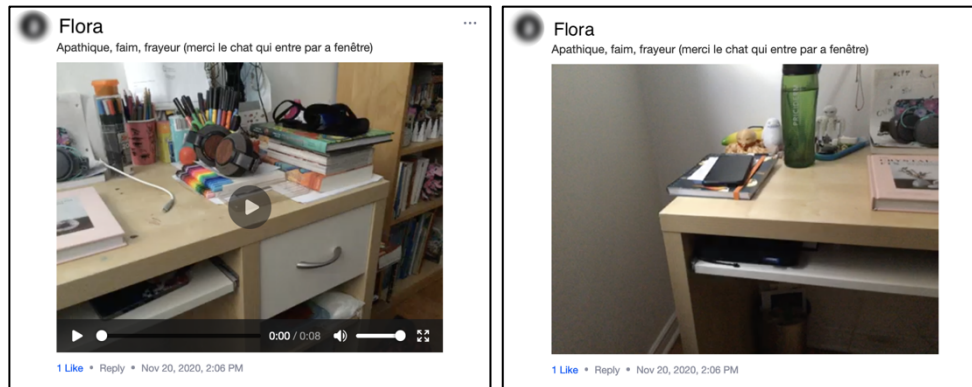 Flora
Apathique, faim, frayeur (merci le chat qui entre par a fenêtre)
0:00 / 0:08
1 Like • Reply • Nov 20, 2020, 2:06 PM
Flora
Apathique, faim, frayeur (merci le chat qui entre par a fenêtre)
1 Like • Reply • Nov 20, 2020, 2:06 PM